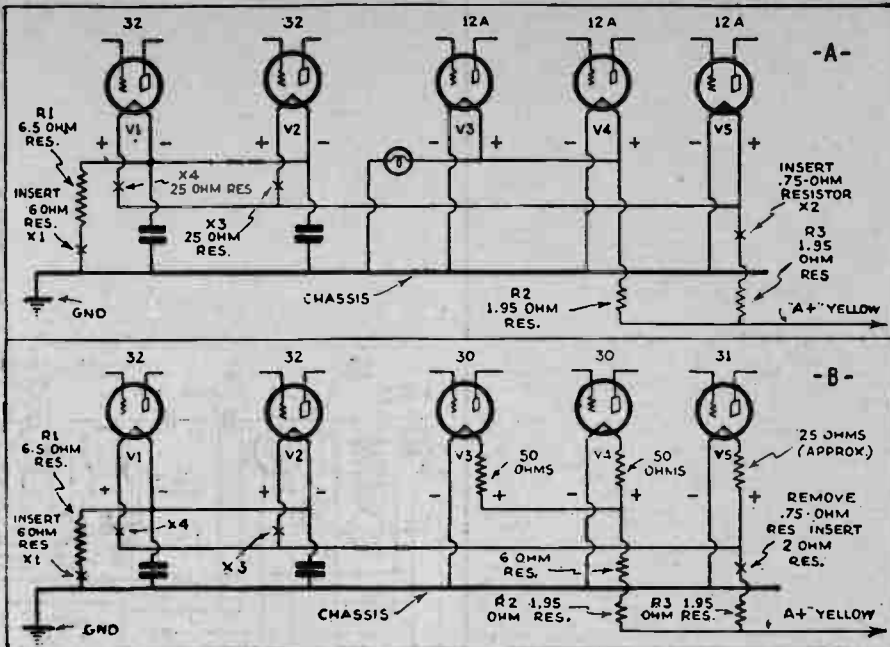 32 32 12A 12A 12A
-A-
R1
6.5 OHM
RES.
+ V1 -
+ V2 -
- V3 +
- V4 +
- V5 +
INSERT
6 OHM
RES.
X1
X4
25 OHM RES
X3
25 OHM
RES.
INSERT
.75-OHM
RESISTOR
X2
R3
1.95
OHM
RES
GND
CHASSIS
R2
1.95 OHM
RES.
"A+" YELLOW
32 32 30 30 31
-B-
R1
6.5 OHM
RES.
+ V1 -
+ V2 -
- V3 +
- V4 +
- V5 +
50
OHMS
50
OHMS
25 OHMS
(APPROX.)
INSERT
6 OHM
RES
X1
X4
X3
6 OHM
RES.
REMOVE
.75-OHM
RES INSERT
2 OHM
RES.
GND
CHASSIS
R2 1.95
OHM RES.
R3 1.95
OHM RES.
A+" YELLOW